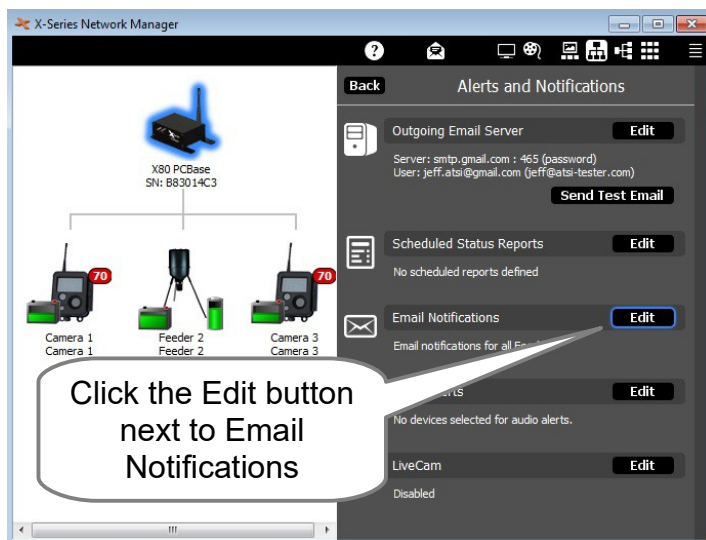 X-Series Network Manager
?
Back
Alerts and Notifications
Outgoing Email Server
Edit
Server: smtp.gmail.com : 465 (password)
User: jeff.atsi@gmail.com (jeff@atsi-tester.com)
Send Test Email
X80 PCBase
SN: B83014C3
Scheduled Status Reports
Edit
No scheduled reports defined
70
70
Email Notifications
Edit
Email notifications for all
Camera 1
Feeder 2
Camera 3
Camera 1
Feeder 2
Camera 3
Click the Edit button
next to Email
Notifications
Edit
No devices selected for audio alerts.
LiveCam
Edit
Disabled